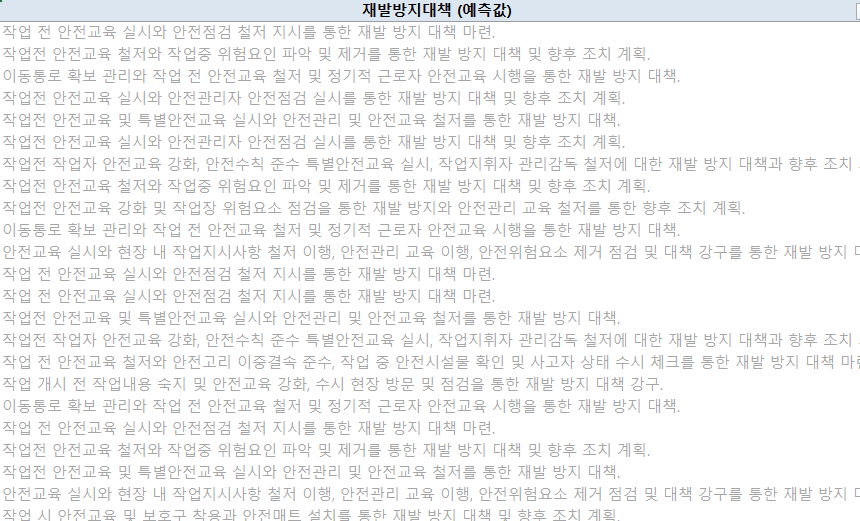 재발방지대책 (예측값)
작업 전 안전교육 실시와 안전점검 철저 지시를 통한 재발 방지 대책 마련.
작업전 안전교육 철저와 작업중 위험요인 파악 및 제거를 통한 재발 방지 대책 및 향후 조치 계획.
이동통로 확보 관리와 작업 전 안전교육 철저 및 정기적 근로자 안전교육 시행을 통한 재발 방지 대책.
작업전 안전교육 실시와 안전관리자 안전점검 실시를 통한 재발 방지 대책 및 향후 조치 계획.
작업전 안전교육 및 특별안전교육 실시와 안전관리 및 안전교육 철저를 통한 재발 방지 대책.
작업전 안전교육 실시와 안전관리자 안전점검 실시를 통한 재발 방지 대책 및 향후 조치 계획.
작업전 작업자 안전교육 강화, 안전수칙 준수 특별안전교육 실시, 작업지휘자 관리감독 철저에 대한 재발 방지 대책과 향후 조치
작업전 안전교육 철저와 작업중 위험요인 파악 및 제거를 통한 재발 방지 대책 및 향후 조치 계획.
작업전 안전교육 강화 및 작업장 위험요소 점검을 통한 재발 방지와 안전관리 교육 철저를 통한 향후 조치 계획.
이동통로 확보 관리와 작업 전 안전교육 철저 및 정기적 근로자 안전교육 시행을 통한 재발 방지 대책.
안전교육 실시와 현장 내 작업지시사항 철저 이행, 안전관리 교육 이행, 안전위험요소 제거 점검 및 대책 강구를 통한 재발 방지
작업 전 안전교육 실시와 안전점검 철저 지시를 통한 재발 방지 대책 마련.
작업 전 안전교육 실시와 안전점검 철저 지시를 통한 재발 방지 대책 마련.
작업전 안전교육 및 특별안전교육 실시와 안전관리 및 안전교육 철저를 통한 재발 방지 대책.
작업전 작업자 안전교육 강화, 안전수칙 준수 특별안전교육 실시, 작업지휘자 관리감독 철저에 대한 재발 방지 대책과 향후 조치
작업 전 안전교육 철저와 안전고리 이중결속 준수, 작업 중 안전시설물 확인 및 사고자 상태 수시 체크를 통한 재발 방지 대책 마련
작업 개시 전 작업내용 숙지 및 안전교육 강화, 수시 현장 방문 및 점검을 통한 재발 방지 대책 강구.
이동통로 확보 관리와 작업 전 안전교육 철저 및 정기적 근로자 안전교육 시행을 통한 재발 방지 대책.
작업 전 안전교육 실시와 안전점검 철저 지시를 통한 재발 방지 대책 마련.
작업전 안전교육 철저와 작업중 위험요인 파악 및 제거를 통한 재발 방지 대책 및 향후 조치 계획.
작업전 안전교육 및 특별안전교육 실시와 안전관리 및 안전교육 철저를 통한 재발 방지 대책.
안전교육 실시와 현장 내 작업지시사항 철저 이행, 안전관리 교육 이행, 안전위험요소 제거 점검 및 대책 강구를 통한 재발 방지
작업 시 안전교육 및 보호구 착용과 안전매트 설치를 통한 재발 방지 대책 및 향후 조치 계획.